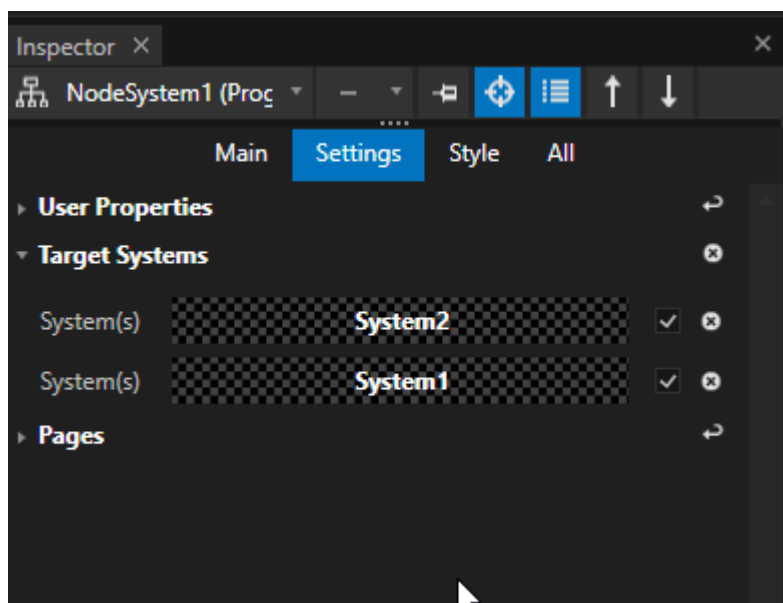 Inspector
NodeSystem1 (Prog
Main Settings Style All
User Properties
Target Systems
System(s) System2
System(s) System1
Pages